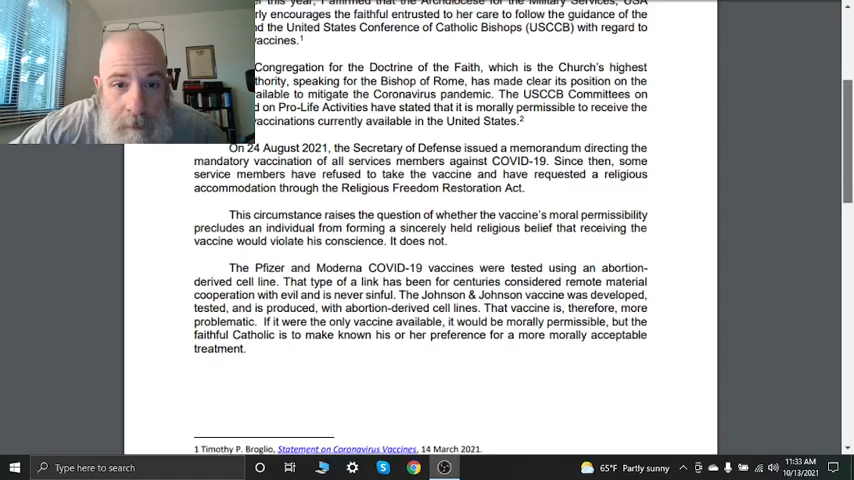 er this year, I affirmed that the Archdiocese for the Military Services, USA
rly encourages the faithful entrusted to her care to follow the guidance of the
nd the United States Conference of Catholic Bishops (USCCB) with regard to
vaccines.1
Congregation for the Doctrine of the Faith, which is the Church's highest
thority, speaking for the Bishop of Rome, has made clear its position on the
ailable to mitigate the Coronavirus pandemic. The USCCB Committees on
d on Pro-Life Activities have stated that it is morally permissible to receive the
vaccinations currently available in the United States.2
On 24 August 2021, the Secretary of Defense issued a memorandum directing the
mandatory vaccination of all services members against COVID-19. Since then, some
service members have refused to take the vaccine and have requested a religious
accommodation through the Religious Freedom Restoration Act.
This circumstance raises the question of whether the vaccine's moral permissibility
precludes an individual from forming a sincerely held religious belief that receiving the
vaccine would violate his conscience. It does not.
The Pfizer and Moderna COVID-19 vaccines were tested using an abortion-
derived cell line. That type of a link has been for centuries considered remote material
cooperation with evil and is never sinful. The Johnson & Johnson vaccine was developed,
tested, and is produced, with abortion-derived cell lines. That vaccine is, therefore, more
problematic. If it were the only vaccine available, it would be morally permissible, but the
faithful Catholic is to make known his or her preference for a more morally acceptable
treatment.
1 Timothy P. Broglio, Statement on Coronavirus Vaccines, 14 March 2021.
Type here to search
65°F Partly sunny
11:33 AM
10/13/2021